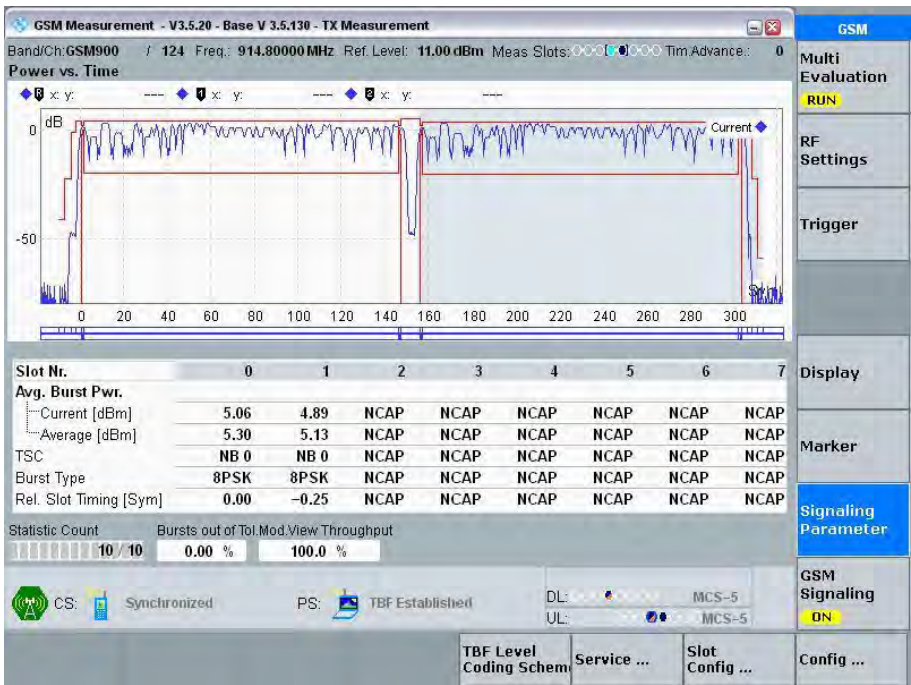 GSM Measurement - V3.5.20 - Base V 3.5.130 - TX Measurement
GSM
Band/Ch:GSM900 / 124 Freq.: 914.80000 MHz Ref. Level: 11.00 dBm Meas Slots: Tim.Advance.: 0
Power vs. Time
R x: y: --- 1 x: y: --- 2 x: y: ---
dB
Current
0
-50
0 20 40 60 80 100 120 140 160 180 200 220 240 260 280 300
Slot Nr. 0 1 2 3 4 5 6 7
Avg. Burst Pwr.
Current [dBm] 5.06 4.89 NCAP NCAP NCAP NCAP NCAP NCAP
Average [dBm] 5.30 5.13 NCAP NCAP NCAP NCAP NCAP NCAP
TSC NB 0 NB 0 NCAP NCAP NCAP NCAP NCAP NCAP
Burst Type 8PSK 8PSK NCAP NCAP NCAP NCAP NCAP NCAP
Rel. Slot Timing [Sym] 0.00 -0.25 NCAP NCAP NCAP NCAP NCAP NCAP
Statistic Count Bursts out of Tol. Mod.View Throughput
10 / 10 0.00 % 100.0 %
CS: Synchronized PS: TBF Established
DL: MCS-5
UL: MCS-5
Multi
Evaluation
RUN
RF
Settings
Trigger
Display
Marker
Signaling
Parameter
GSM
Signaling
ON
TBF Level
Coding Schem
Service ...
Slot
Config ...
Config ...